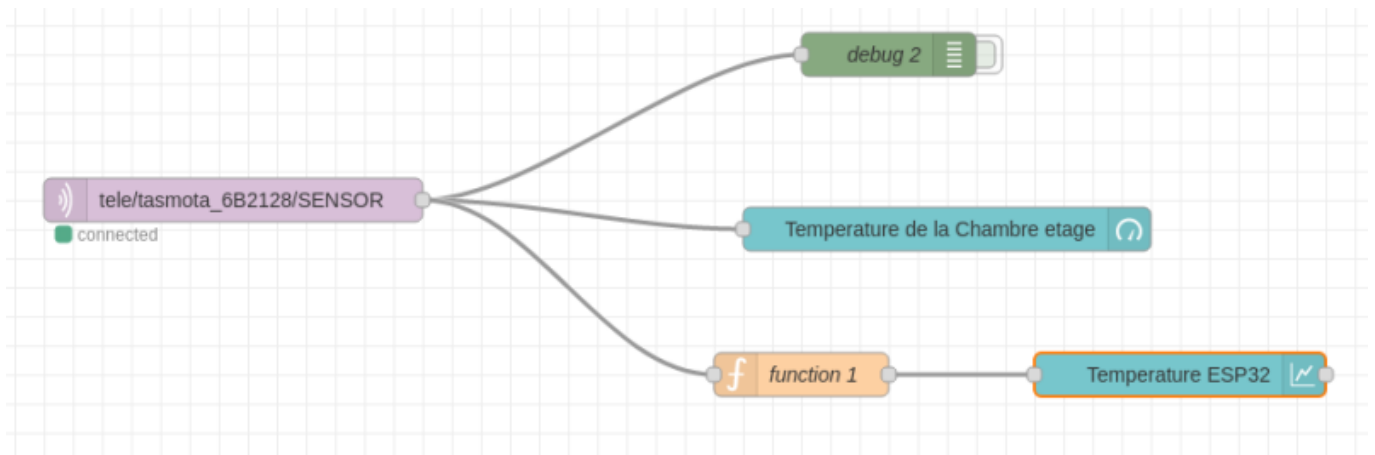 debug 2
tele/tasmota_6B2128/SENSOR
connected
Temperature de la Chambre etage
function 1
Temperature ESP32